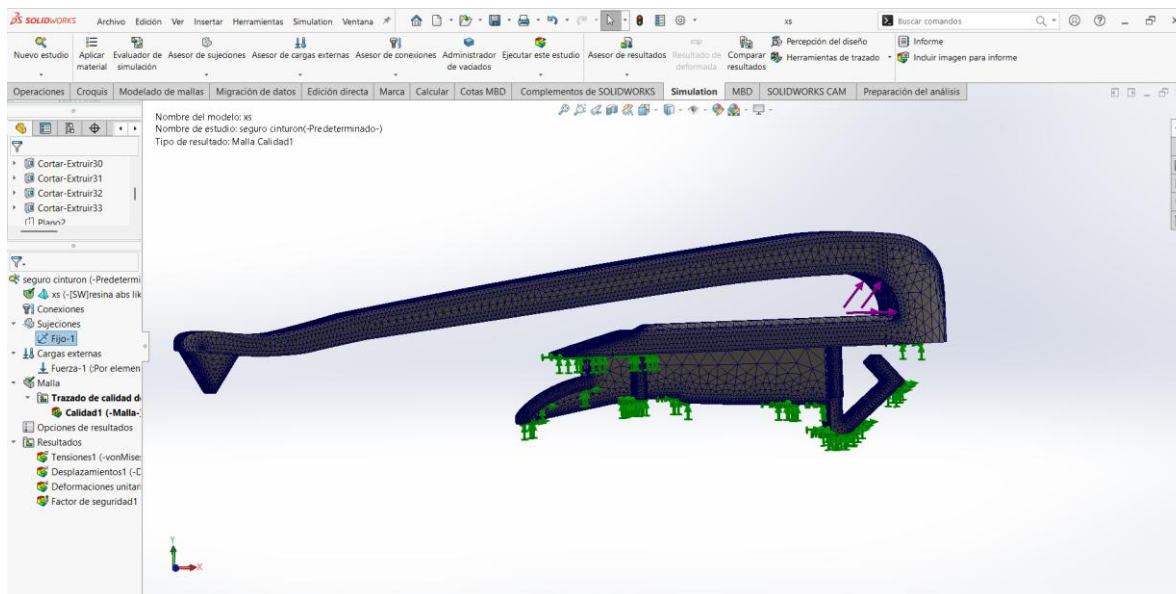 SOLIDWORKS Archivo Edición Ver Insertar Herramientas Simulation Ventana xs Buscar comandos
Nuevo estudio Aplicar material Evaluador de simulación Asesor de sujeciones Asesor de cargas externas Asesor de conexiones Administrador de vaciados Ejecutar este estudio Asesor de resultados Resultado de deformada Comparar resultados Percepción del diseño Informe
Herramientas de trazado Incluir imagen para informe
Operaciones Croquis Modelado de mallas Migración de datos Edición directa Marca Calcular Cotas MBD Complementos de SOLIDWORKS Simulation MBD SOLIDWORKS CAM Preparación del análisis
Nombre del modelo: xs
Nombre de estudio: seguro cinturon(-Predeterminado-)
Tipo de resultado: Malla Calidad1
Cortar-Extruir30
Cortar-Extruir31
Cortar-Extruir32
Cortar-Extruir33
Plano2
seguro cinturon (-Predetermi
xs (-[SW]resina abs lik
Conexiones
Sujeciones
Fijo-1
Cargas externas
Fuerza-1 (:Por elemen
Malla
Trazado de calidad d
Calidad1 (-Malla-
Opciones de resultados
Resultados
Tensiones1 (-vonMise
Desplazamientos1 (-D
Deformaciones unitar
Factor de seguridad1
Y
X